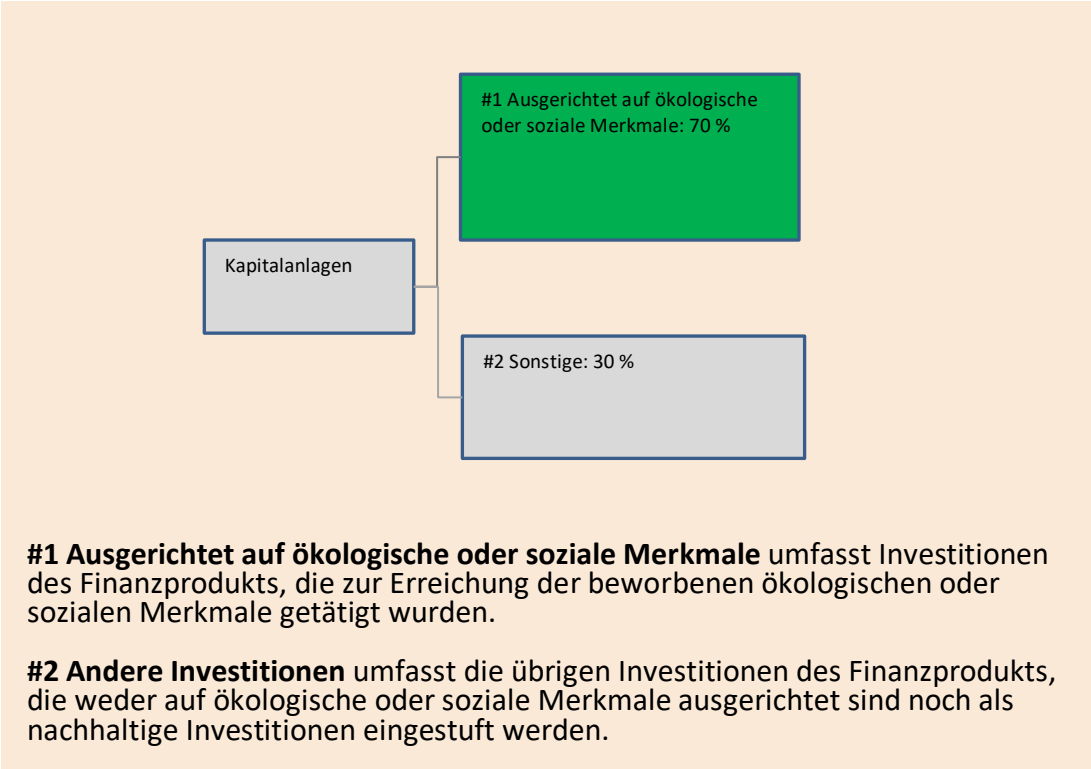 #1 Ausgerichtet auf ökologische
oder soziale Merkmale: 70 %
Kapitalanlagen
#2 Sonstige: 30 %
#1 Ausgerichtet auf ökologische oder soziale Merkmale umfasst Investitionen
des Finanzprodukts, die zur Erreichung der beworbenen ökologischen oder
sozialen Merkmale getätigt wurden.
#2 Andere Investitionen umfasst die übrigen Investitionen des Finanzprodukts,
die weder auf ökologische oder soziale Merkmale ausgerichtet sind noch als
nachhaltige Investitionen eingestuft werden.